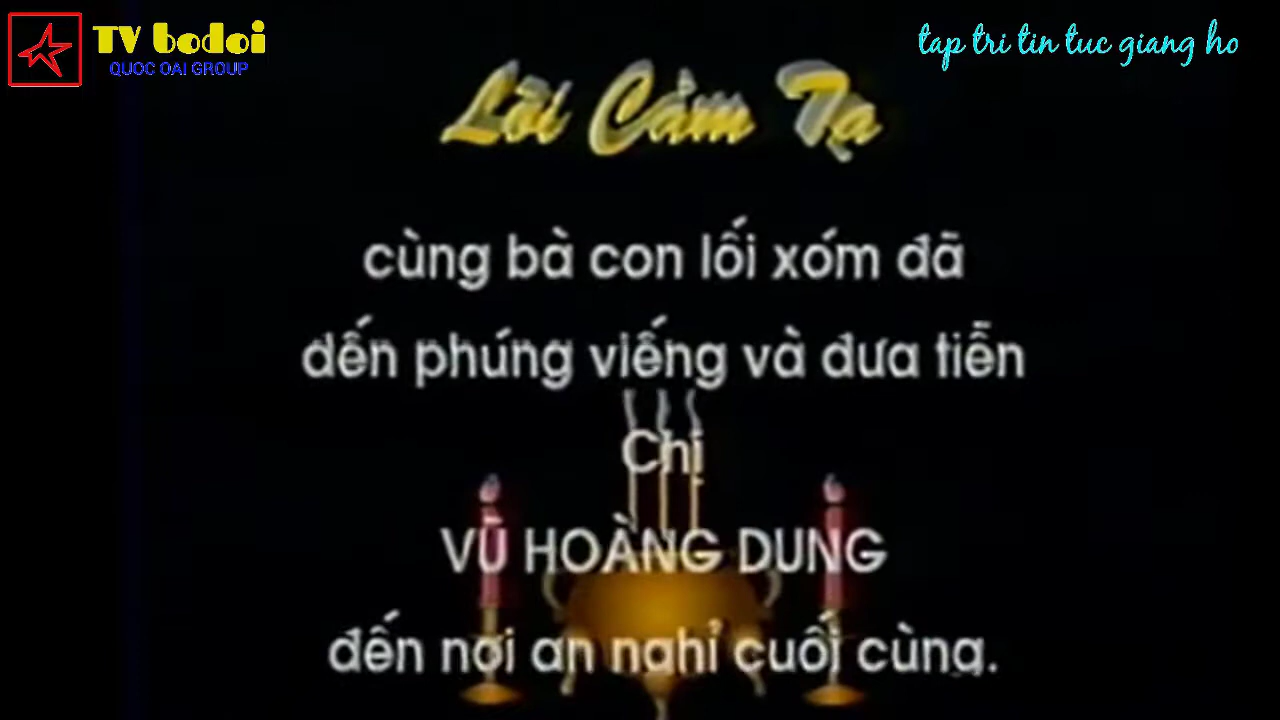 TV bodoi
QUOC OAI GROUP
tap tri tin tuc giang ho
Lời Cảm Tạ
cùng bà con lối xóm đã
đến phúng viếng và đưa tiễn
Chị
VŨ HOÀNG DUNG
đến nơi an nghỉ cuối cùng.